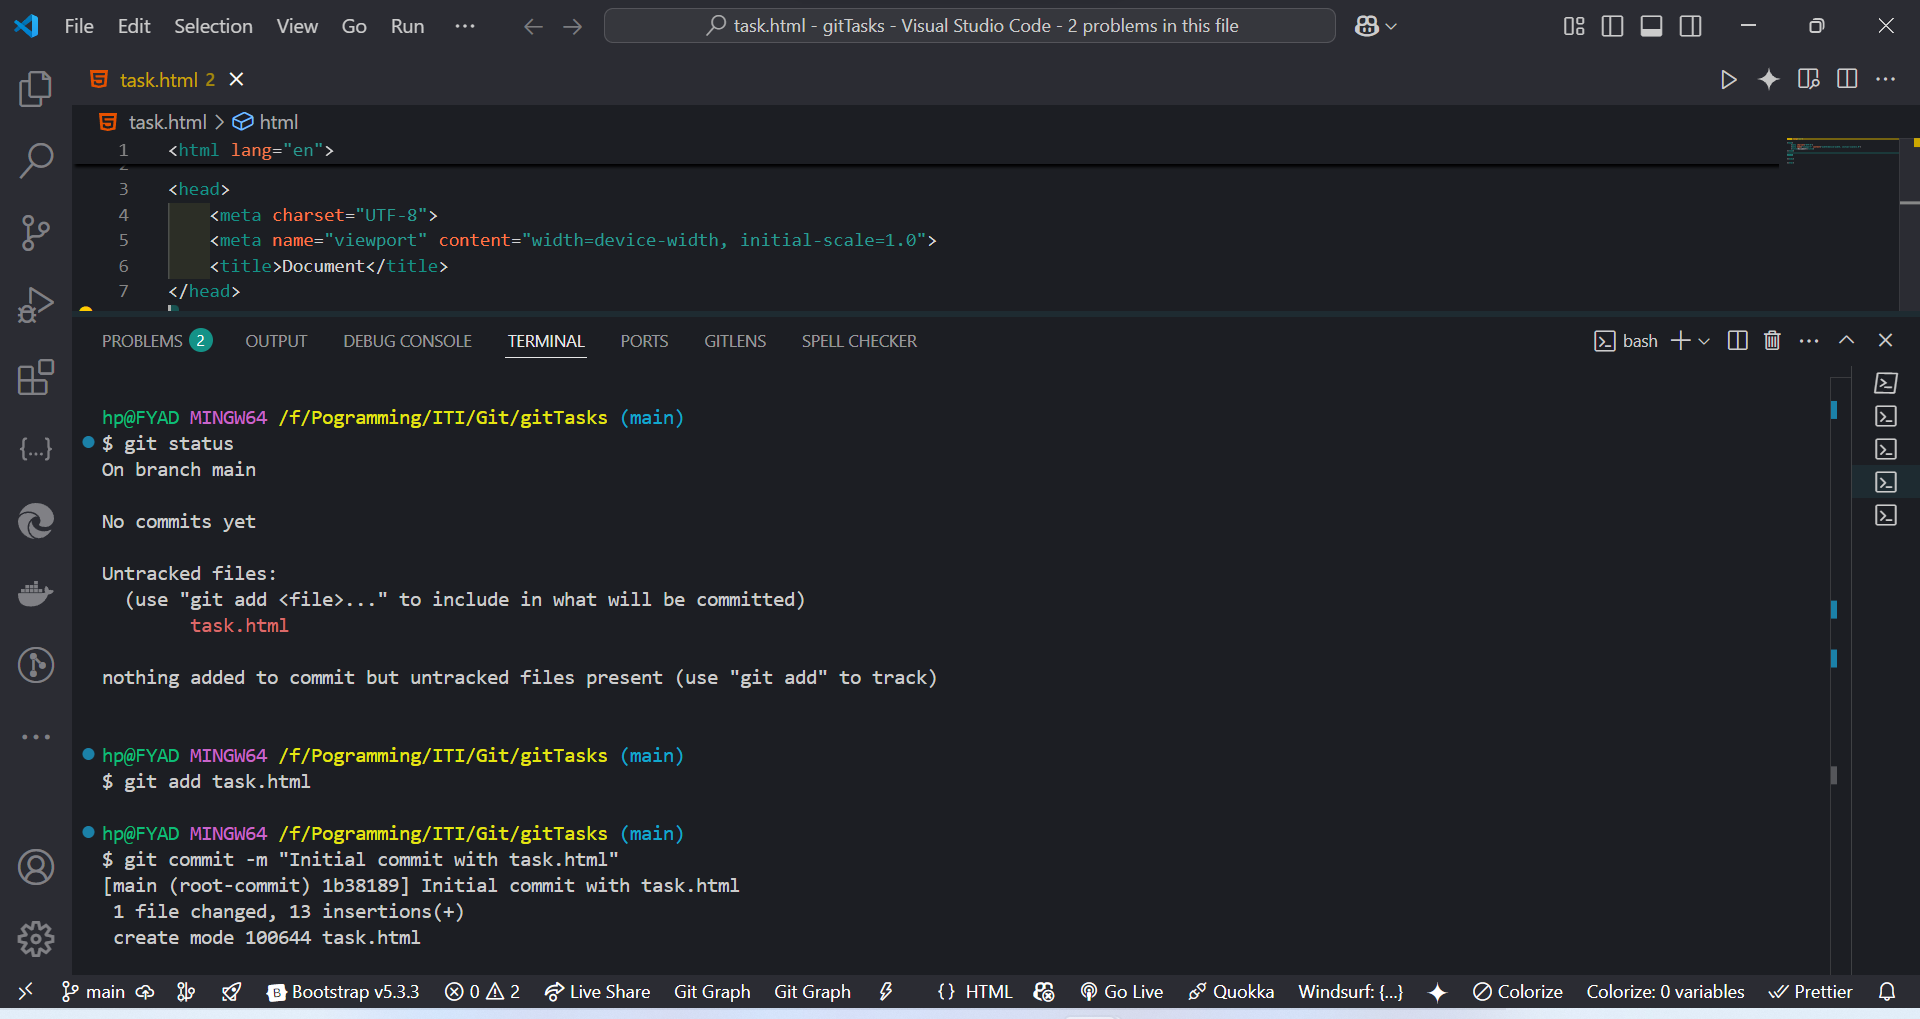 File Edit Selection View Go Run ··· task.html - gitTasks - Visual Studio Code - 2 problems in this file
task.html 2
task.html > html
1 <html lang="en">
2
3 <head>
4 <meta charset="UTF-8">
5 <meta name="viewport" content="width=device-width, initial-scale=1.0">
6 <title>Document</title>
7 </head>
PROBLEMS 2 OUTPUT DEBUG CONSOLE TERMINAL PORTS GITLENS SPELL CHECKER bash
hp@FYAD MINGW64 /f/Pogramming/ITI/Git/gitTasks (main)
$ git status
On branch main
No commits yet
Untracked files:
(use "git add <file>..." to include in what will be committed)
task.html
nothing added to commit but untracked files present (use "git add" to track)
hp@FYAD MINGW64 /f/Pogramming/ITI/Git/gitTasks (main)
$ git add task.html
hp@FYAD MINGW64 /f/Pogramming/ITI/Git/gitTasks (main)
$ git commit -m "Initial commit with task.html"
[main (root-commit) 1b38189] Initial commit with task.html
1 file changed, 13 insertions(+)
create mode 100644 task.html
main Bootstrap v5.3.3 0 2 Live Share Git Graph Git Graph {} HTML Go Live Quokka Windsurf: {...} Colorize Colorize: 0 variables Prettier